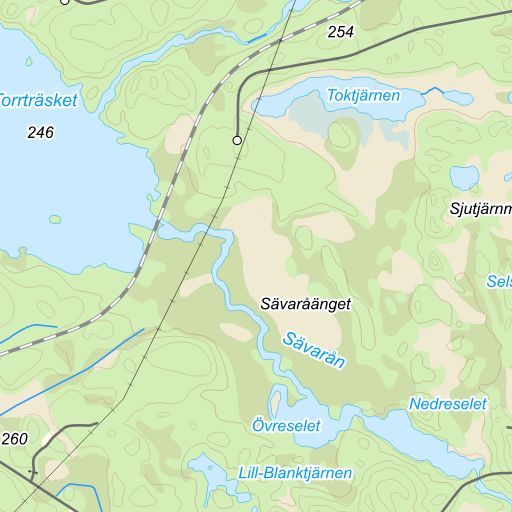 254
Torrträsket
Toktjärnen
246
Sjutjärnm
Sels
Sävaråänget
Sävarån
Nedreselet
Övreselet
260
Lill-Blanktjärnen